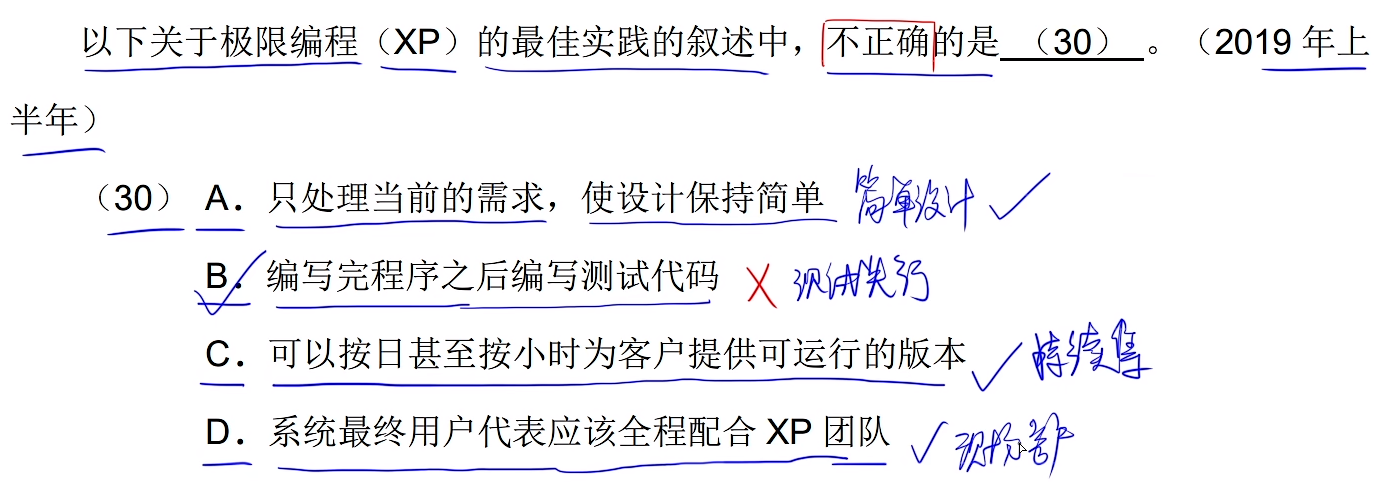 以下关于极限编程（XP）的最佳实践的叙述中，不正确的是 （30） 。（2019 年上
半年）
（30） A．只处理当前的需求，使设计保持简单 简单设计
B．编写完程序之后编写测试代码 测试先行
C．可以按日甚至按小时为客户提供可运行的版本 持续集
D．系统最终用户代表应该全程配合 XP 团队 现场客户